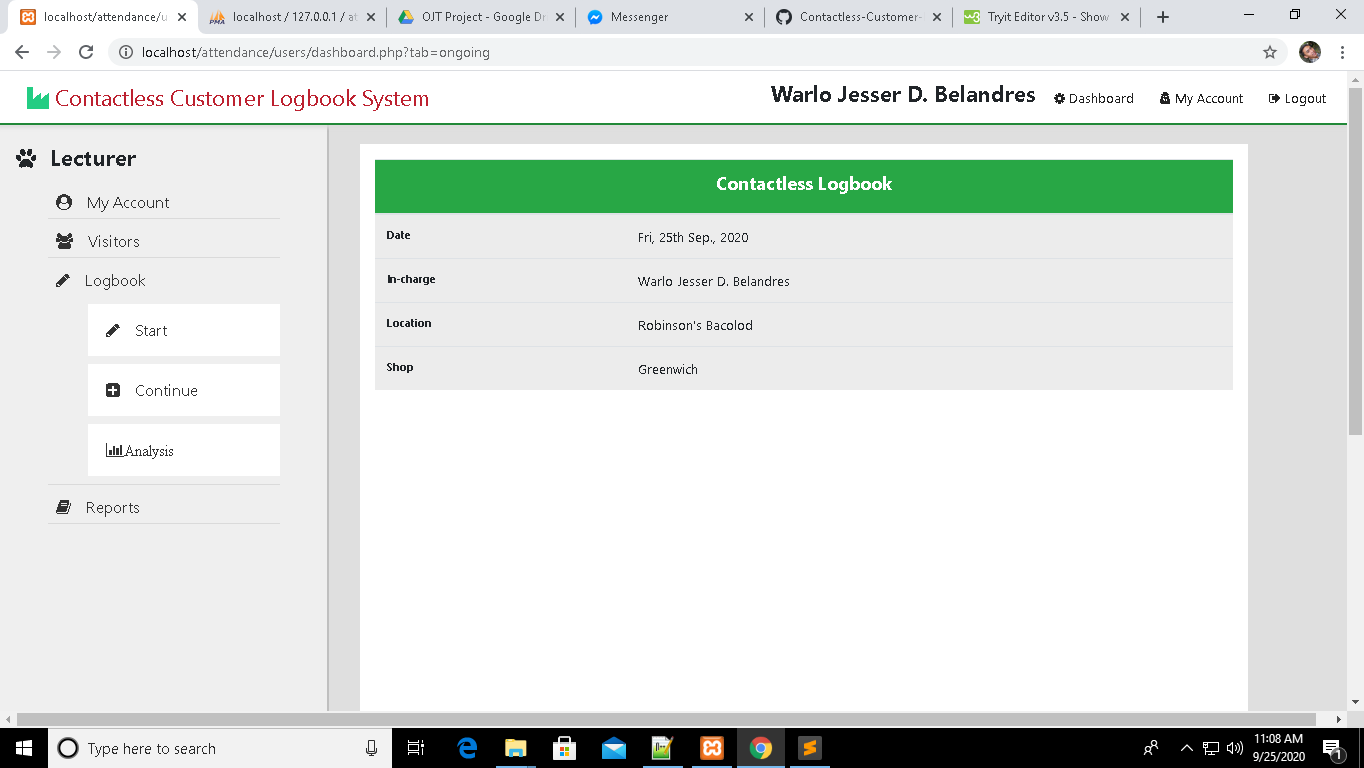 localhost/attendance/u
localhost / 127.0.0.1 / at
OJT Project - Google Dr
Messenger
Contactless-Customer-
Tryit Editor v3.5 - Show
localhost/attendance/users/dashboard.php?tab=ongoing
Contactless Customer Logbook System
Warlo Jesser D. Belandres
Dashboard
My Account
Logout
Lecturer
My Account
Visitors
Logbook
Start
Continue
Analysis
Reports
Contactless Logbook
Date Fri, 25th Sep., 2020
In-charge Warlo Jesser D. Belandres
Location Robinson's Bacolod
Shop Greenwich
Type here to search
11:08 AM
9/25/2020
1